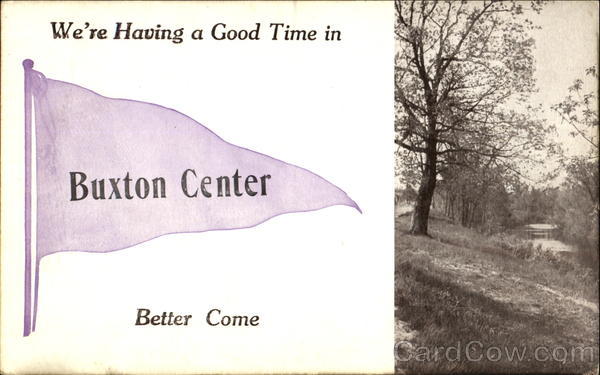 We're Having a Good Time in
Buxton Center
Better Come
CardCow.com